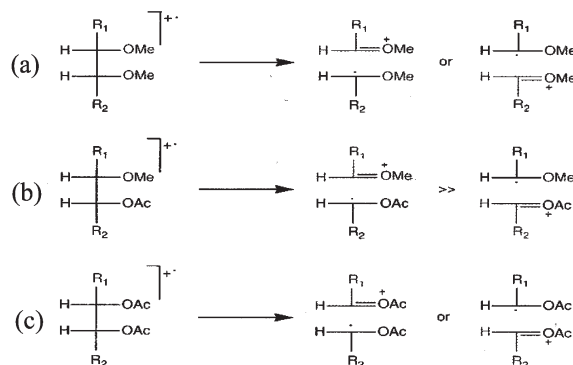 R1 R1 R1
H OMe +· H OMe + H OMe
(a) or
H OMe H OMe H OMe +
R2 R2 R2
R1 R1 R1
H OMe +· H OMe + H OMe
(b) >>
H OAc H OAc H OAc +
R2 R2 R2
R1 R1 R1
H OAc +· H OAc + H OAc
(c) or
H OAc H OAc H OAc +
R2 R2 R2